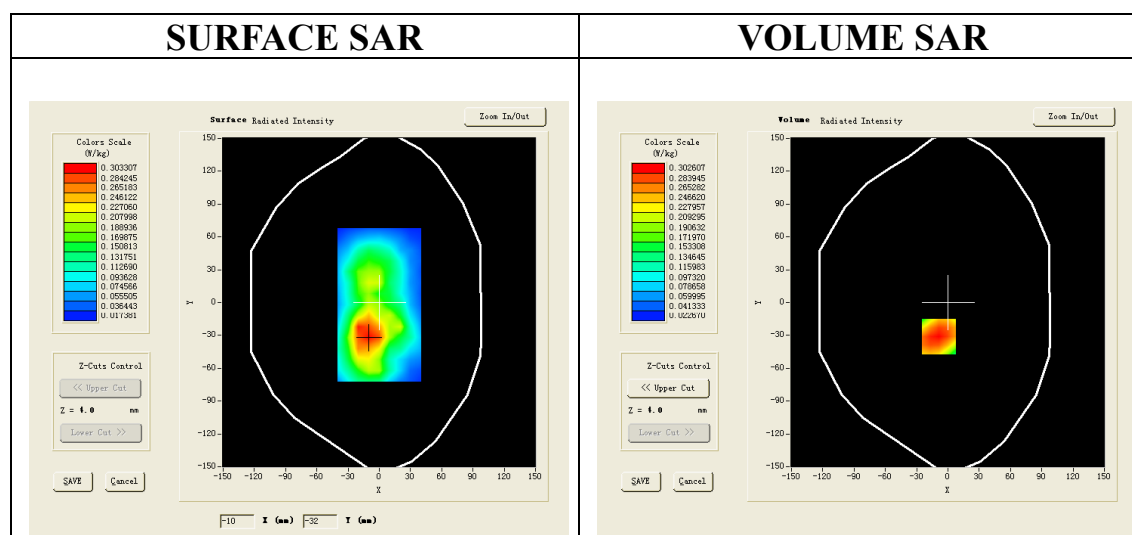 SURFACE SAR
VOLUME SAR
Surface Radiated Intensity
Zoom In/Out
Colors Scale
(W/kg)
0.303307
0.284245
0.265183
0.246122
0.227060
0.207998
0.188936
0.169875
0.150813
0.131751
0.112690
0.093628
0.074566
0.055505
0.036443
0.017381
150
120
90
60
30
0
-30
-60
-90
-120
-150
Y
-150 -120 -90 -60 -30 0 30 60 90 120 150
X
Z-Cuts Control
<< Upper Cut
Z = 4.0 mm
Lower Cut >>
SAVE
Cancel
-10 X (mm) -32 Y (mm)
Volume Radiated Intensity
Zoom In/Out
Colors Scale
(W/kg)
0.302607
0.283945
0.265282
0.246620
0.227957
0.209295
0.190632
0.171970
0.153308
0.134645
0.115983
0.097320
0.078658
0.059995
0.041333
0.022670
150
120
90
60
30
0
-30
-60
-90
-120
-150
Y
-150 -120 -90 -60 -30 0 30 60 90 120 150
X
Z-Cuts Control
<< Upper Cut
Z = 4.0 mm
Lower Cut >>
SAVE
Cancel